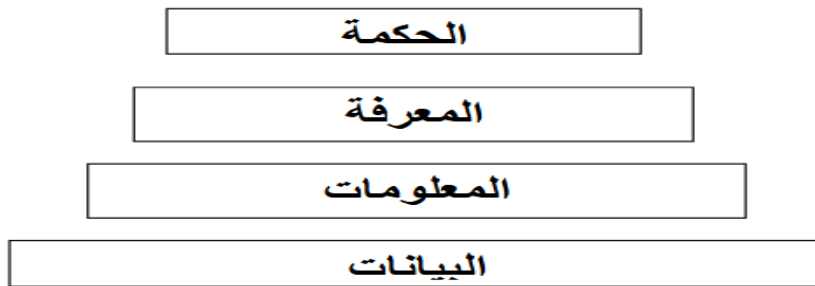 الحكمة
المعرفة
المعلومات
البيانات